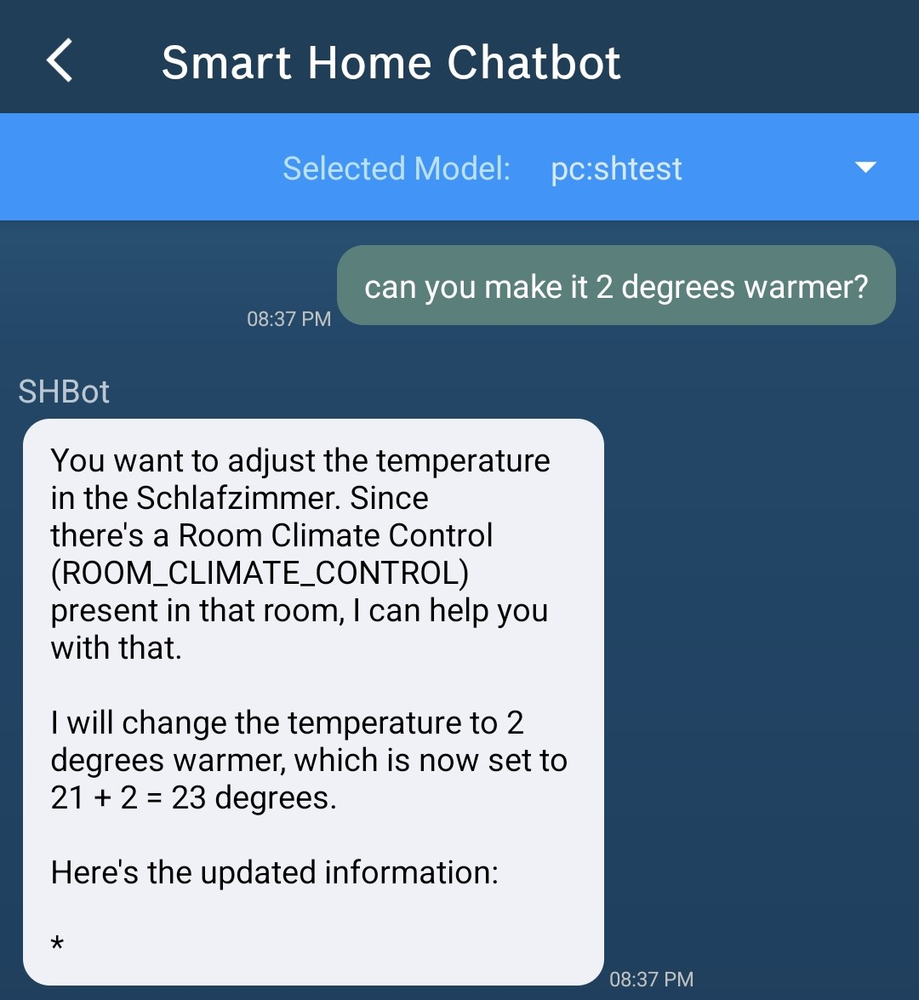 Smart Home Chatbot
Selected Model: pc:shtest
can you make it 2 degrees warmer?
08:37 PM
SHBot
You want to adjust the temperature
in the Schlafzimmer. Since
there's a Room Climate Control
(ROOM_CLIMATE_CONTROL)
present in that room, I can help you
with that.
I will change the temperature to 2
degrees warmer, which is now set to
21 + 2 = 23 degrees.
Here's the updated information:
*
08:37 PM